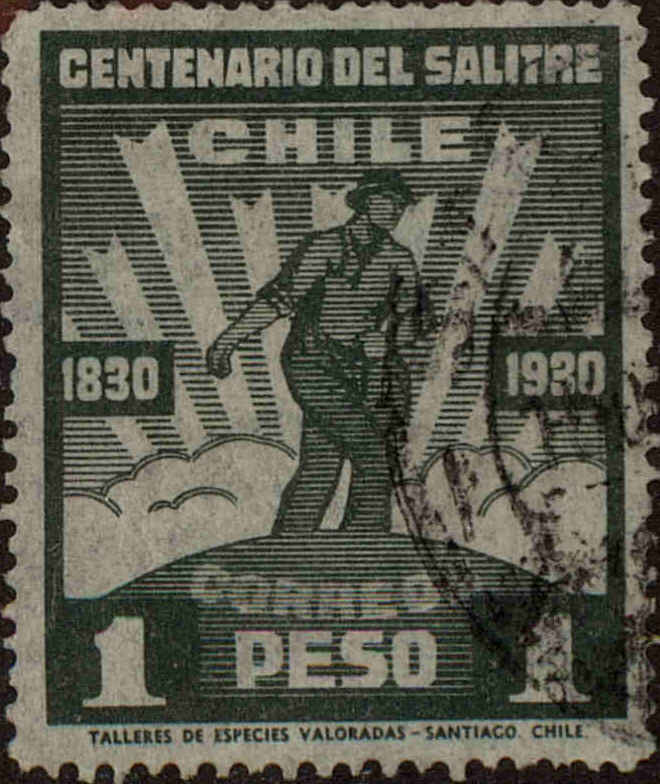 CENTENARIO DEL SALITRE
CHILE
1830 1930
CORREO
1 PESO 1
TALLERES DE ESPECIES VALORADAS - SANTIAGO. CHILE.